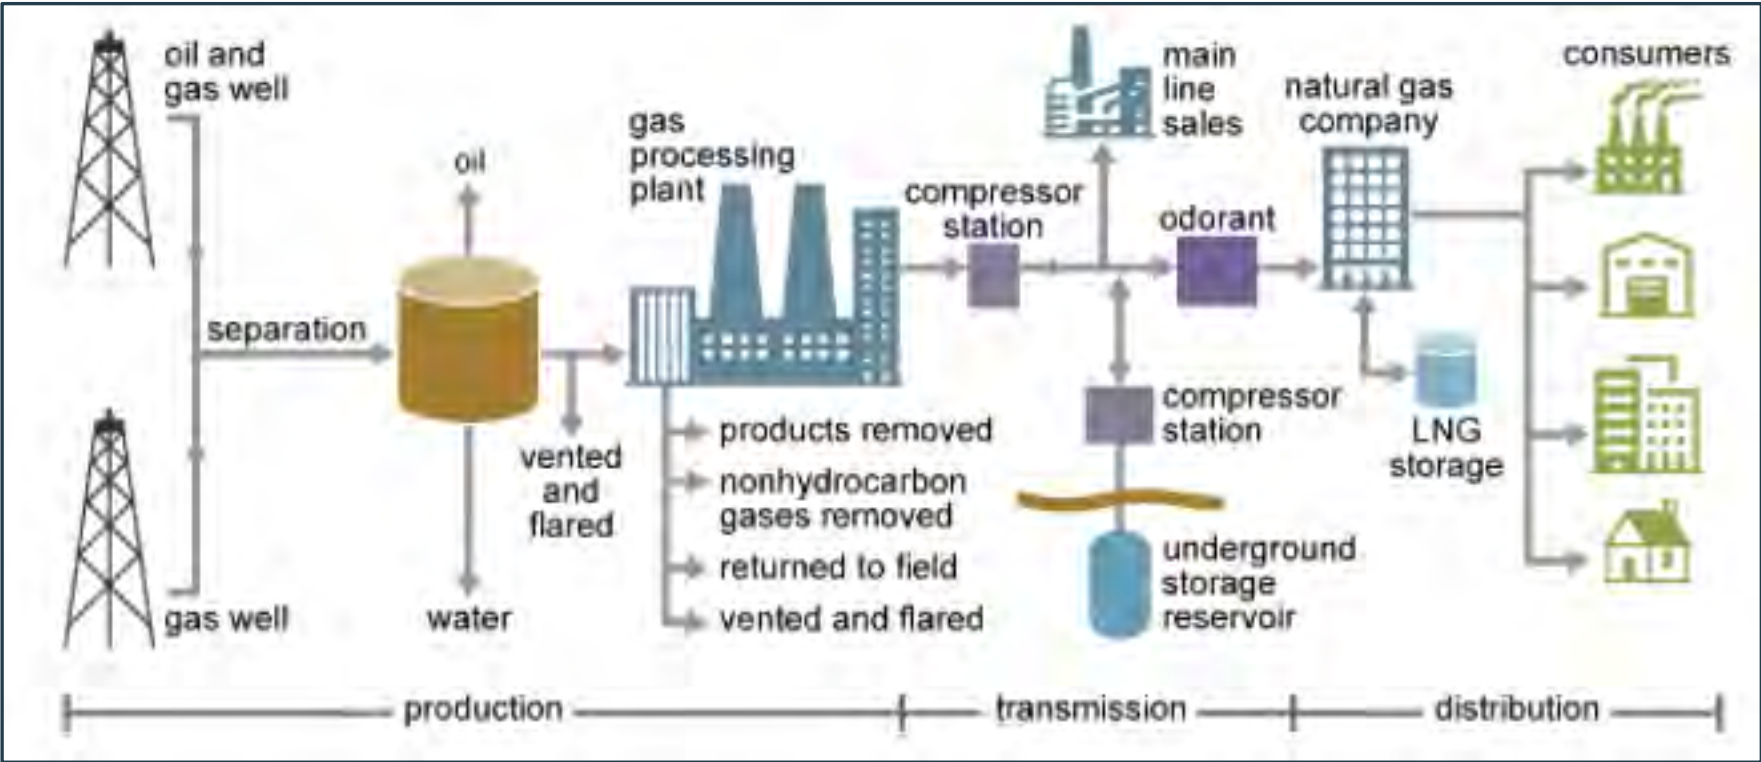 oil and
gas well
separation
gas well
oil
water
vented
and
flared
gas
processing
plant
products removed
nonhydrocarbon
gases removed
returned to field
vented and flared
compressor
station
main
line
sales
odorant
compressor
station
underground
storage
reservoir
natural gas
company
LNG
storage
consumers
production
transmission
distribution